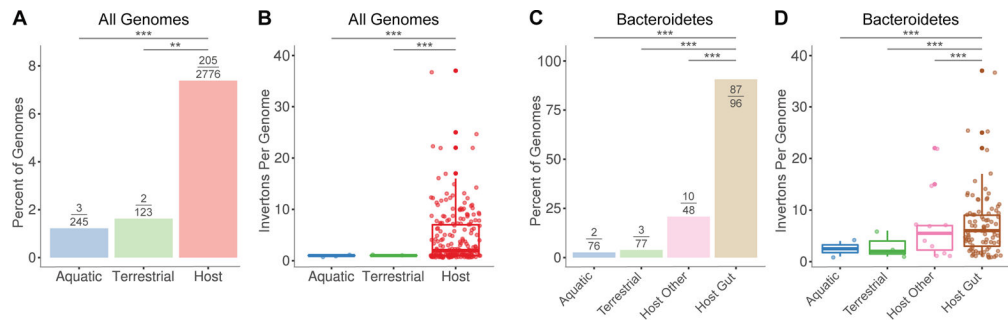 A
All Genomes
***
**
Percent of Genomes
8
6
4
2
0
3
245
2
123
205
2776
Aquatic
Terrestrial
Host
B
All Genomes
***
***
Invertons Per Genome
40
30
20
10
0
Aquatic
Terrestrial
Host
C
Bacteroidetes
***
***
***
Percent of Genomes
100
75
50
25
0
2
76
3
77
10
48
87
96
Aquatic
Terrestrial
Host Other
Host Gut
D
Bacteroidetes
***
***
***
Invertons Per Genome
40
30
20
10
0
Aquatic
Terrestrial
Host Other
Host Gut